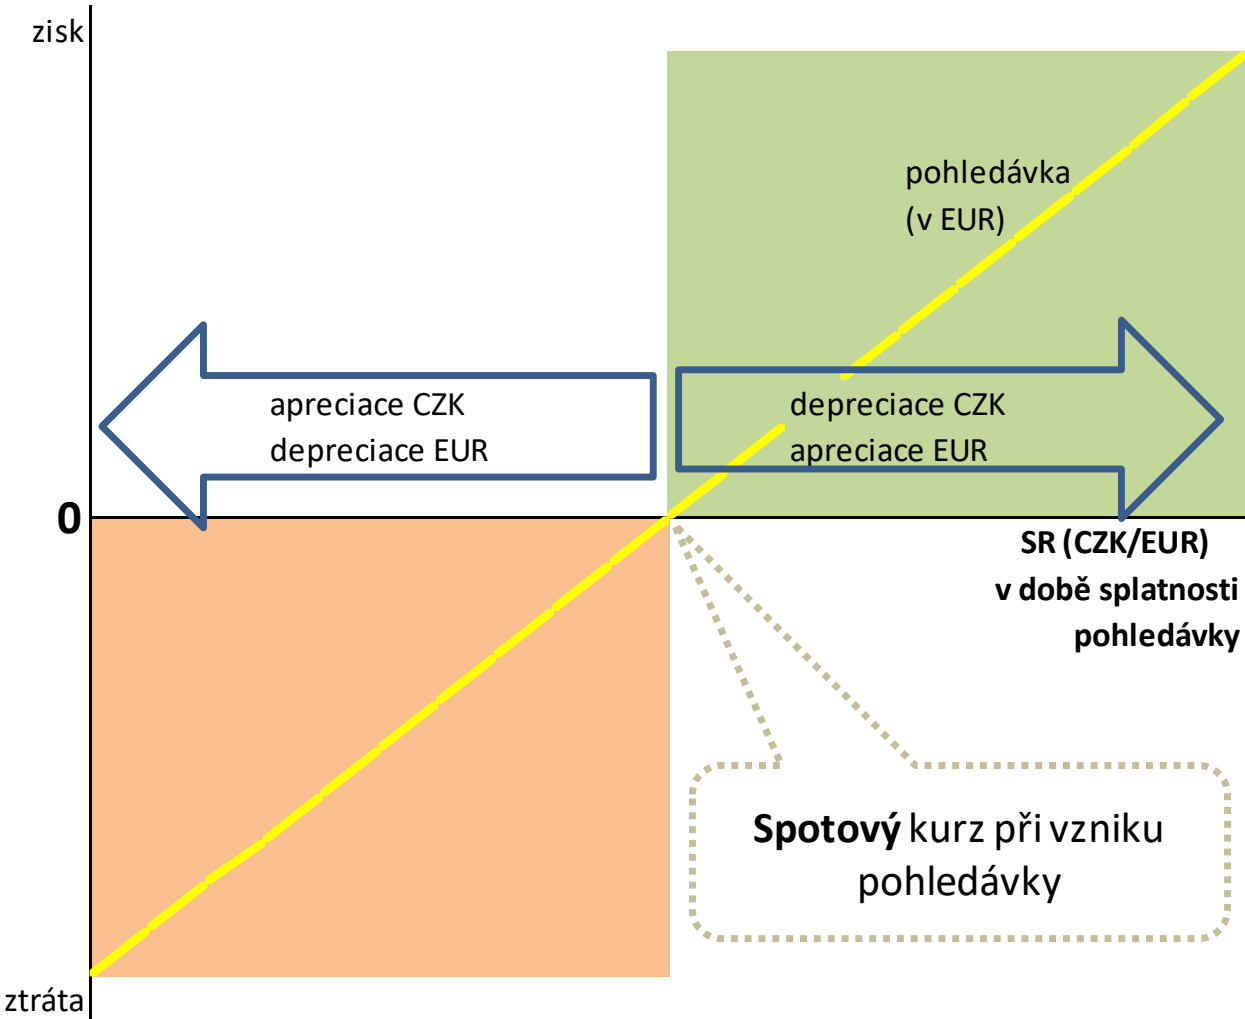 zisk
pohledávka
(v EUR)
apreciace CZK
depreciace EUR
depreciace CZK
apreciace EUR
0
SR (CZK/EUR)
v době splatnosti
pohledávky
Spotový kurz při vzniku
pohledávky
ztráta